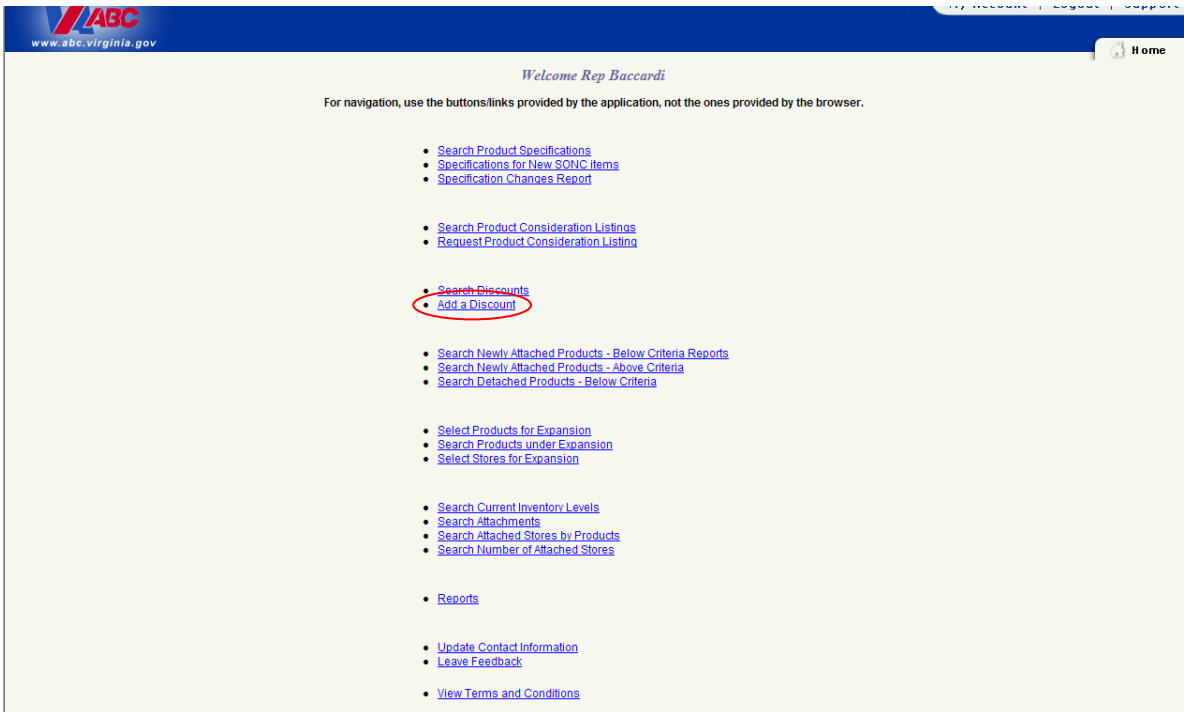 My Account | Logout | Support
ABC
www.abc.virginia.gov
Home
Welcome Rep Baccardi
For navigation, use the buttons/links provided by the application, not the ones provided by the browser.
Search Product Specifications
Specifications for New SONC items
Specification Changes Report
Search Product Consideration Listings
Request Product Consideration Listing
Search Discounts
Add a Discount
Search Newly Attached Products - Below Criteria Reports
Search Newly Attached Products - Above Criteria
Search Detached Products - Below Criteria
Select Products for Expansion
Search Products under Expansion
Select Stores for Expansion
Search Current Inventory Levels
Search Attachments
Search Attached Stores by Products
Search Number of Attached Stores
Reports
Update Contact Information
Leave Feedback
View Terms and Conditions